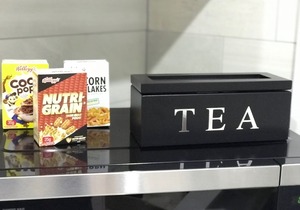 Kellogg's
COCO
POPS
Kellogg's
NUTRI-
GRAIN
CORN
FLAKES
TEA